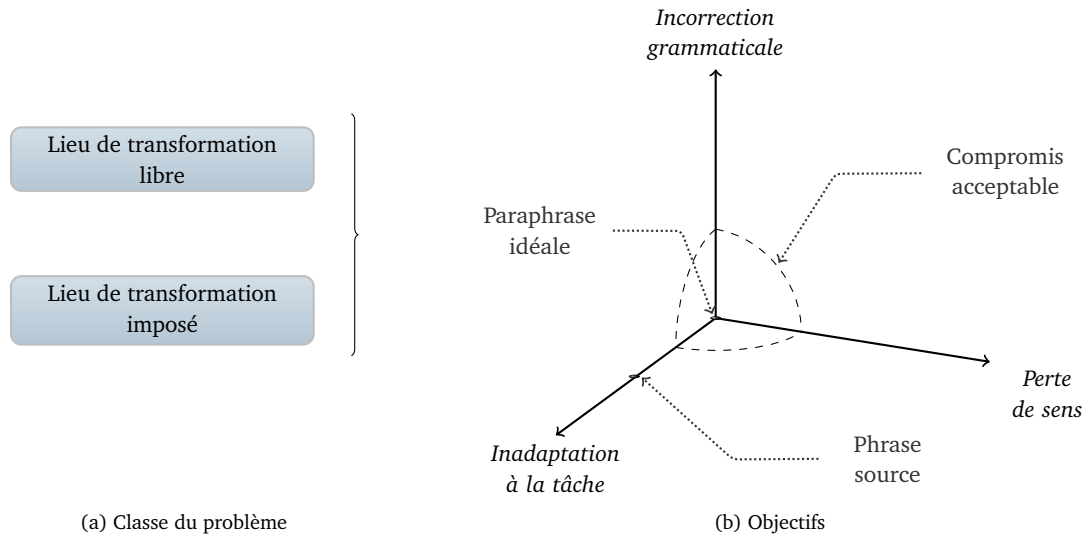 Lieu de transformation
libre
Lieu de transformation
imposé
(a) Classe du problème
Incorrection
grammaticale
Compromis
acceptable
Paraphrase
idéale
Perte
de sens
Inadaptation
à la tâche
Phrase
source
(b) Objectifs